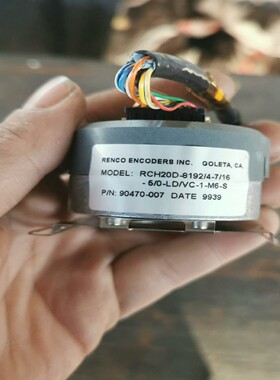 RENCO ENCODERS INC. GOLETA, CA.
MODEL: RCH20D-8192/4-7/16
- 5/0-LD/VC-1-M6-S
P/N: 90470-007 DATE 9939